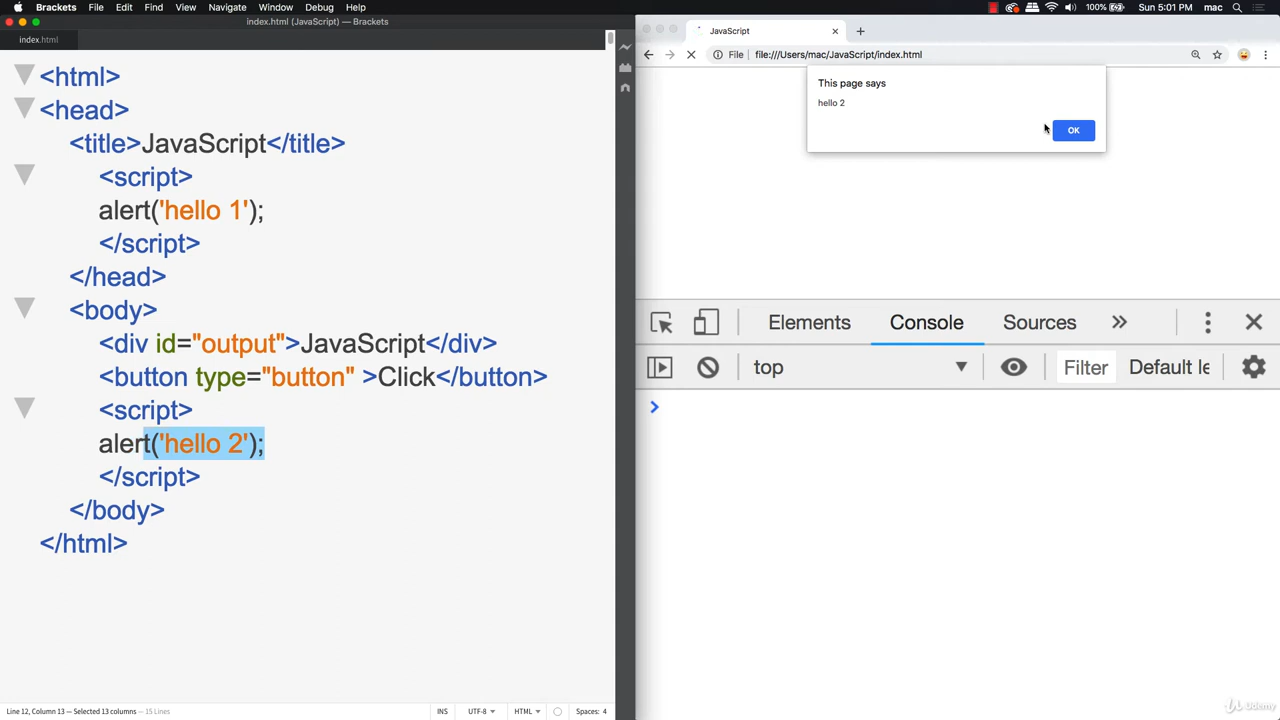 Brackets File Edit Find View Navigate Window Debug Help
100% Sun 5:01 PM mac
index.html (JavaScript) — Brackets
index.html
<html>
<head>
<title>JavaScript</title>
<script>
alert('hello 1');
</script>
</head>
<body>
<div id="output">JavaScript</div>
<button type="button" >Click</button>
<script>
alert('hello 2');
</script>
</body>
</html>
Line 12, Column 13 — Selected 13 columns — 15 Lines
INS UTF-8 HTML Spaces: 4
JavaScript
File file:///Users/mac/JavaScript/index.html
This page says
hello 2
OK
Elements Console Sources
top Filter Default le
Udemy